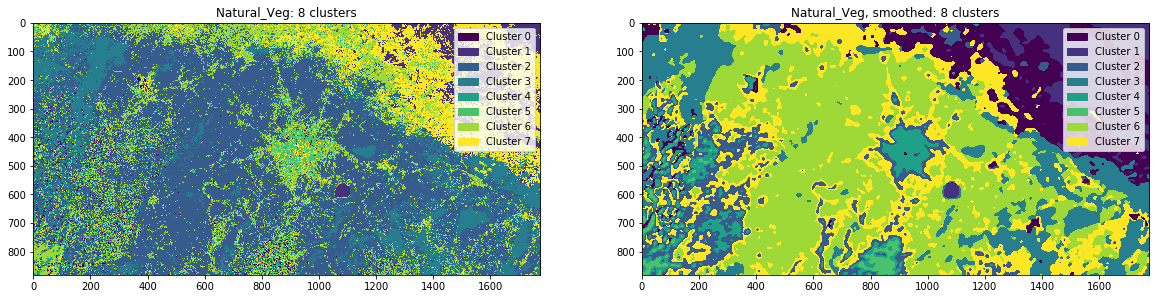 Natural_Veg: 8 clusters
0
100
200
300
400
500
600
700
800
0
200
400
600
800
1000
1200
1400
1600
Cluster 0
Cluster 1
Cluster 2
Cluster 3
Cluster 4
Cluster 5
Cluster 6
Cluster 7
Natural_Veg, smoothed: 8 clusters
0
100
200
300
400
500
600
700
800
0
200
400
600
800
1000
1200
1400
1600
Cluster 0
Cluster 1
Cluster 2
Cluster 3
Cluster 4
Cluster 5
Cluster 6
Cluster 7